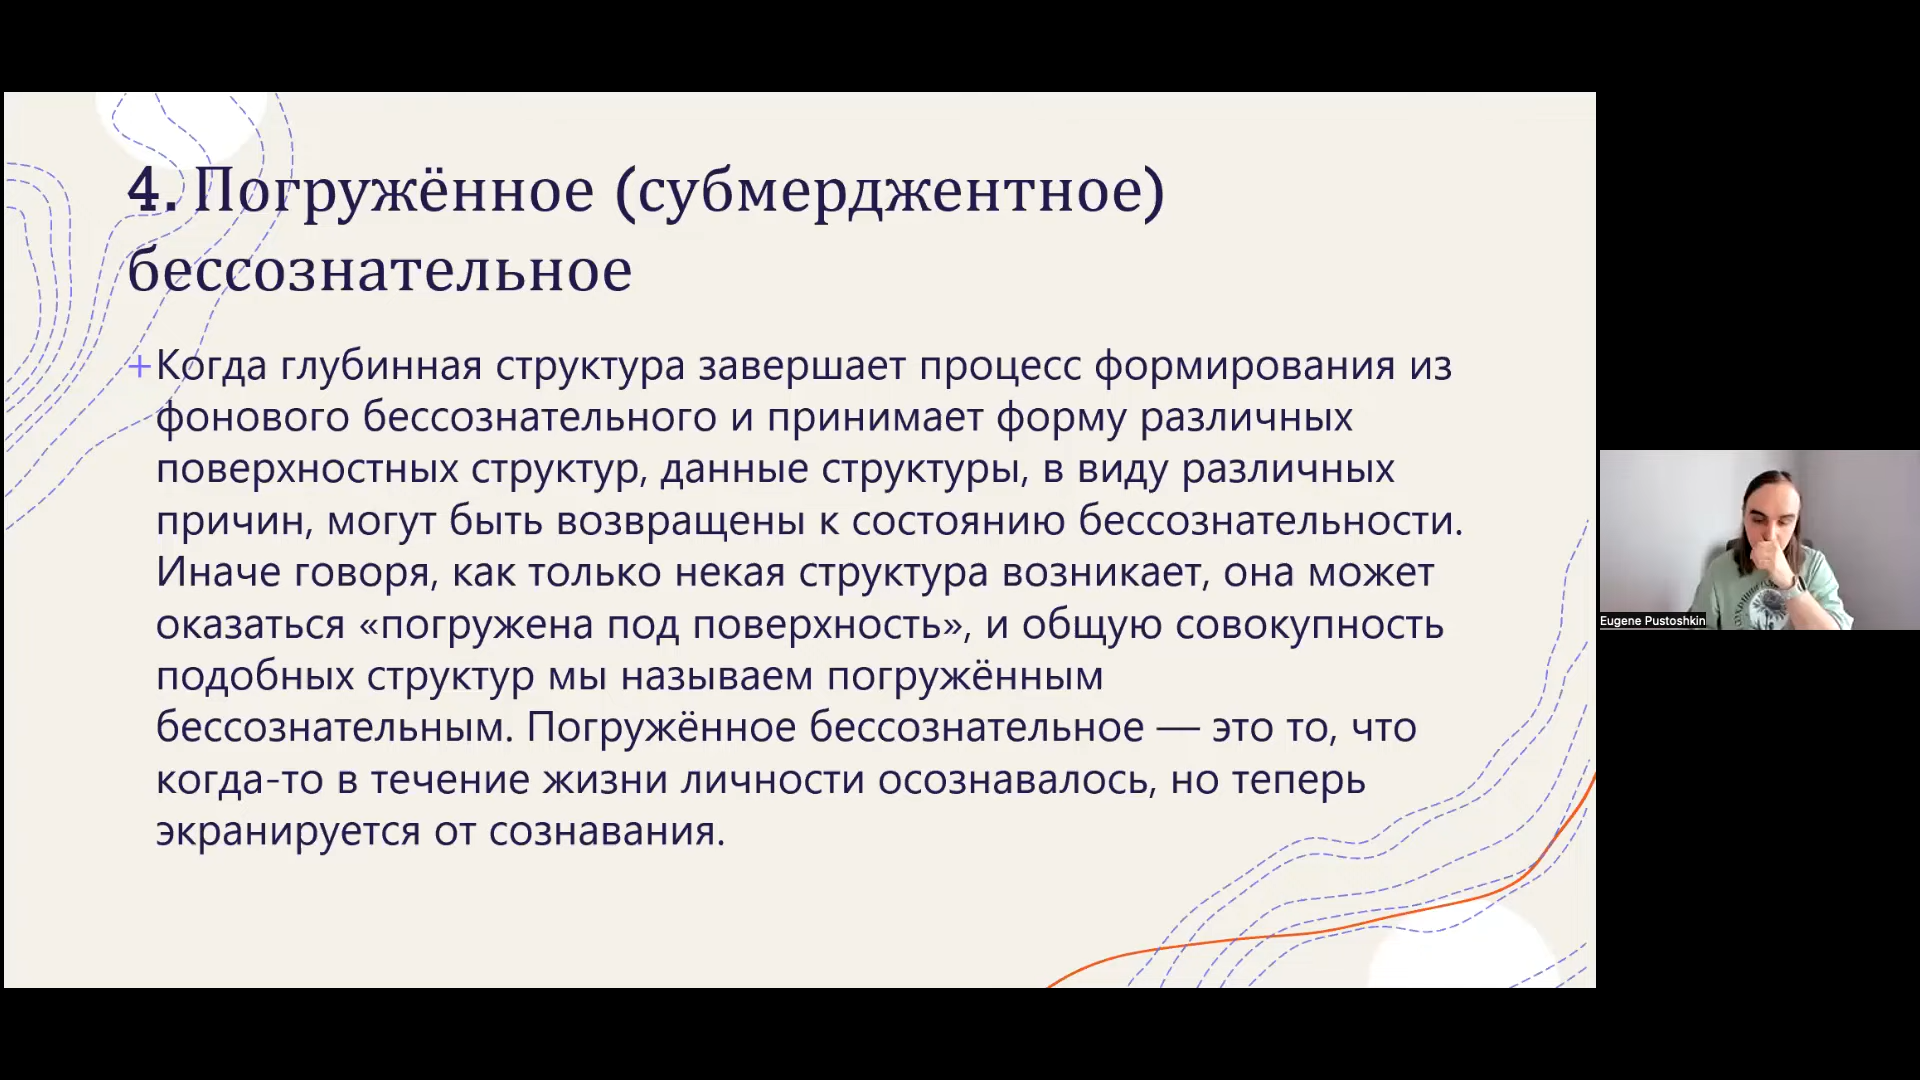 4. Погружённое (субмерджентное)
бессознательное
+Когда глубинная структура завершает процесс формирования из
фонового бессознательного и принимает форму различных
поверхностных структур, данные структуры, в виду различных
причин, могут быть возвращены к состоянию бессознательности.
Иначе говоря, как только некая структура возникает, она может
оказаться «погружена под поверхность», и общую совокупность
подобных структур мы называем погружённым
бессознательным. Погружённое бессознательное — это то, что
когда-то в течение жизни личности осознавалось, но теперь
экранируется от сознавания.
Eugene Pustoshkin